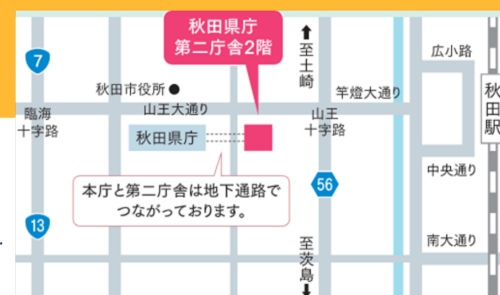 秋田県庁
第二庁舎2階
至土崎
広小路
7
秋田市役所
竿燈大通り
秋田駅
山王大通り
臨海
十字路
山王
十字路
秋田県庁
中央通り
本庁と第二庁舎は地下通路で
つながっております。
56
13
南大通り
至茨島